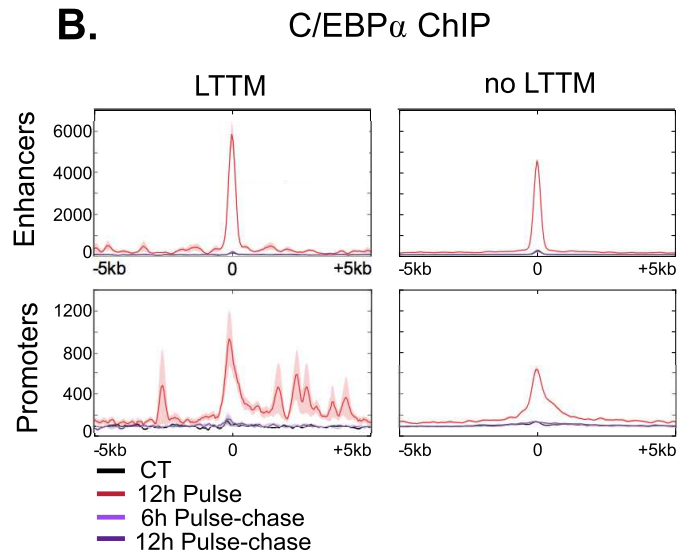 B. C/EBPα ChIP
LTTM no LTTM
Enhancers
6000
4000
2000
0
-5kb 0 +5kb -5kb 0 +5kb
Promoters
1200
800
400
0
-5kb 0 +5kb -5kb 0 +5kb
CT
12h Pulse
6h Pulse-chase
12h Pulse-chase